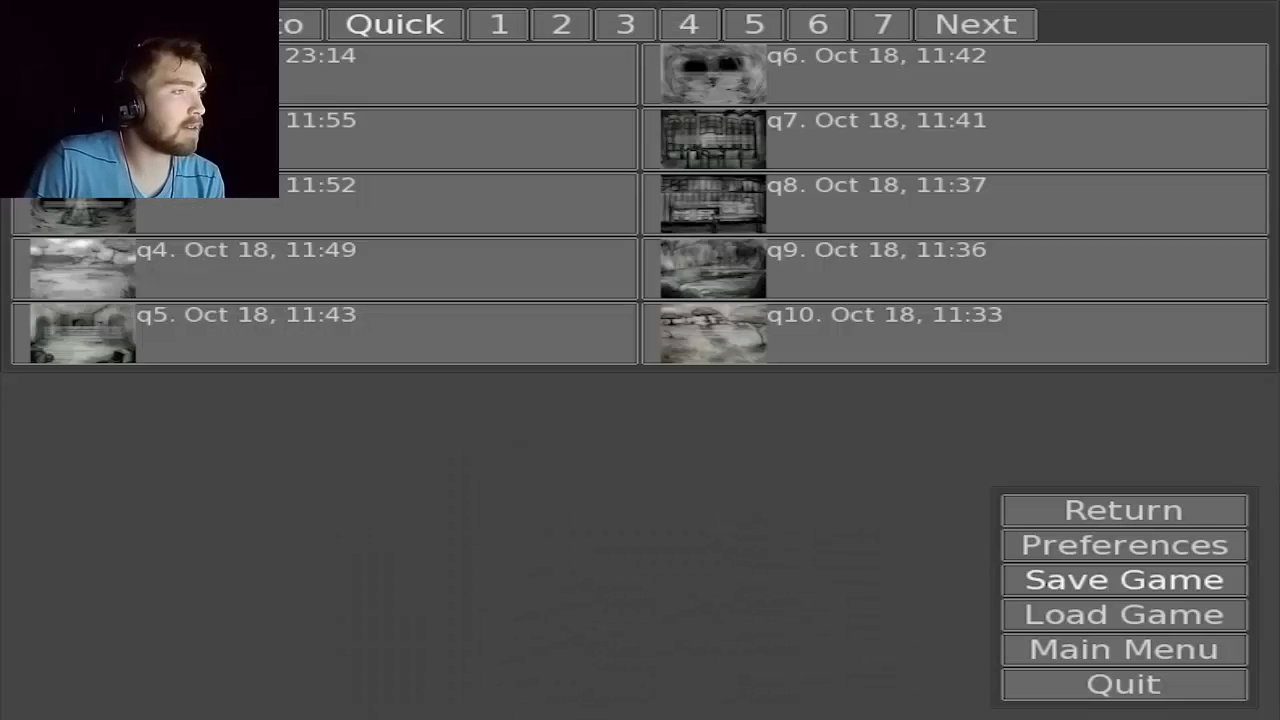 to Quick 1 2 3 4 5 6 7 Next
23:14
11:55
11:52
q4. Oct 18, 11:49
q5. Oct 18, 11:43
q6. Oct 18, 11:42
q7. Oct 18, 11:41
q8. Oct 18, 11:37
q9. Oct 18, 11:36
q10. Oct 18, 11:33
Return
Preferences
Save Game
Load Game
Main Menu
Quit